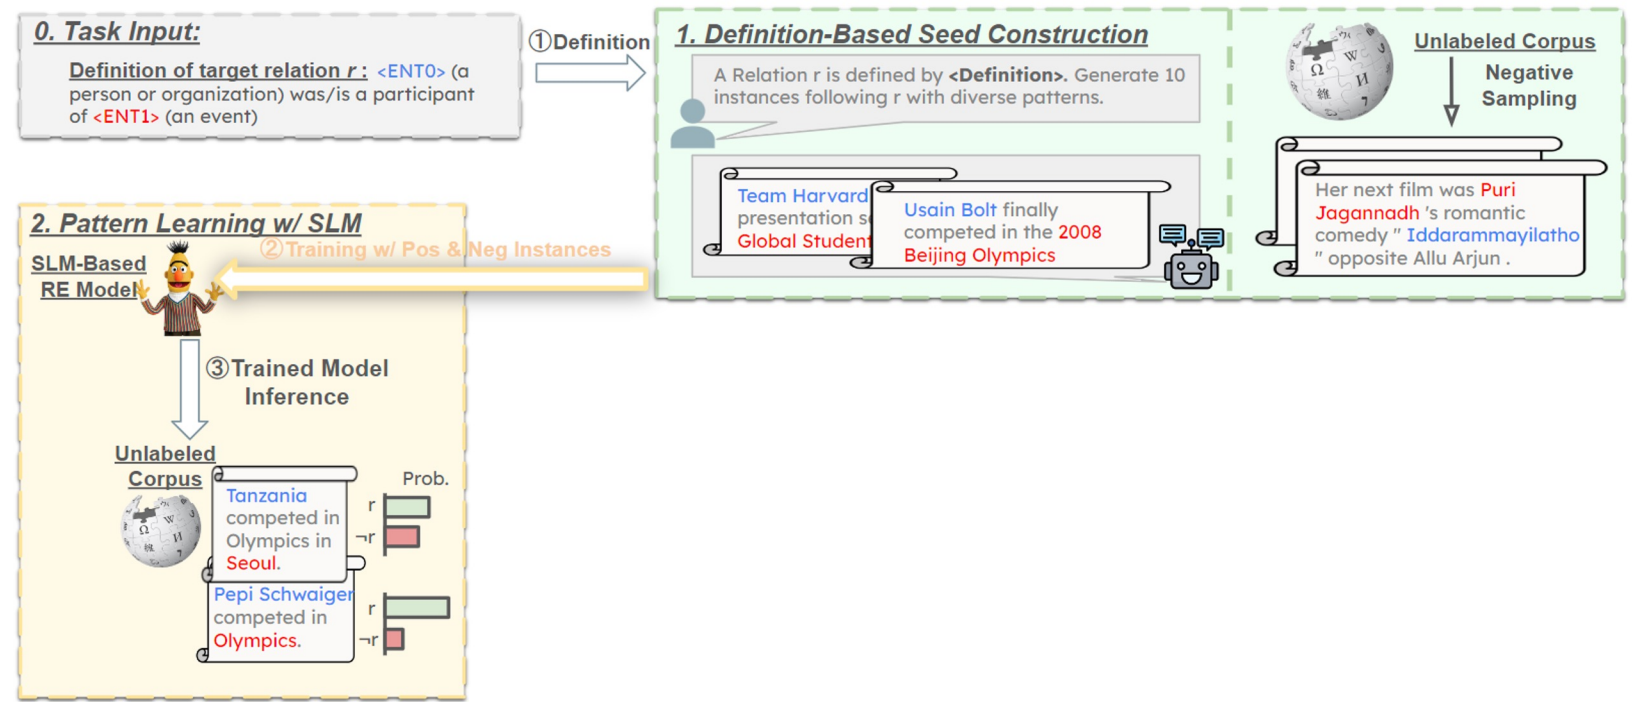 0. Task Input:
Definition of target relation r : <ENT0> (a
person or organization) was/is a participant
of <ENT1> (an event)
①Definition
1. Definition-Based Seed Construction
A Relation r is defined by <Definition>. Generate 10
instances following r with diverse patterns.
Team Harvard
presentation
Global Student
Usain Bolt finally
competed in the 2008
Beijing Olympics
Unlabeled Corpus
Negative
Sampling
Her next film was Puri
Jagannadh 's romantic
comedy " Iddarammayilatho
" opposite Allu Arjun .
2. Pattern Learning w/ SLM
②Training w/ Pos & Neg Instances
SLM-Based
RE Model
③Trained Model
Inference
Unlabeled
Corpus
Prob.
Tanzania
competed in
Olympics in
Seoul.
r
¬r
Pepi Schwaiger
competed in
Olympics.
r
¬r